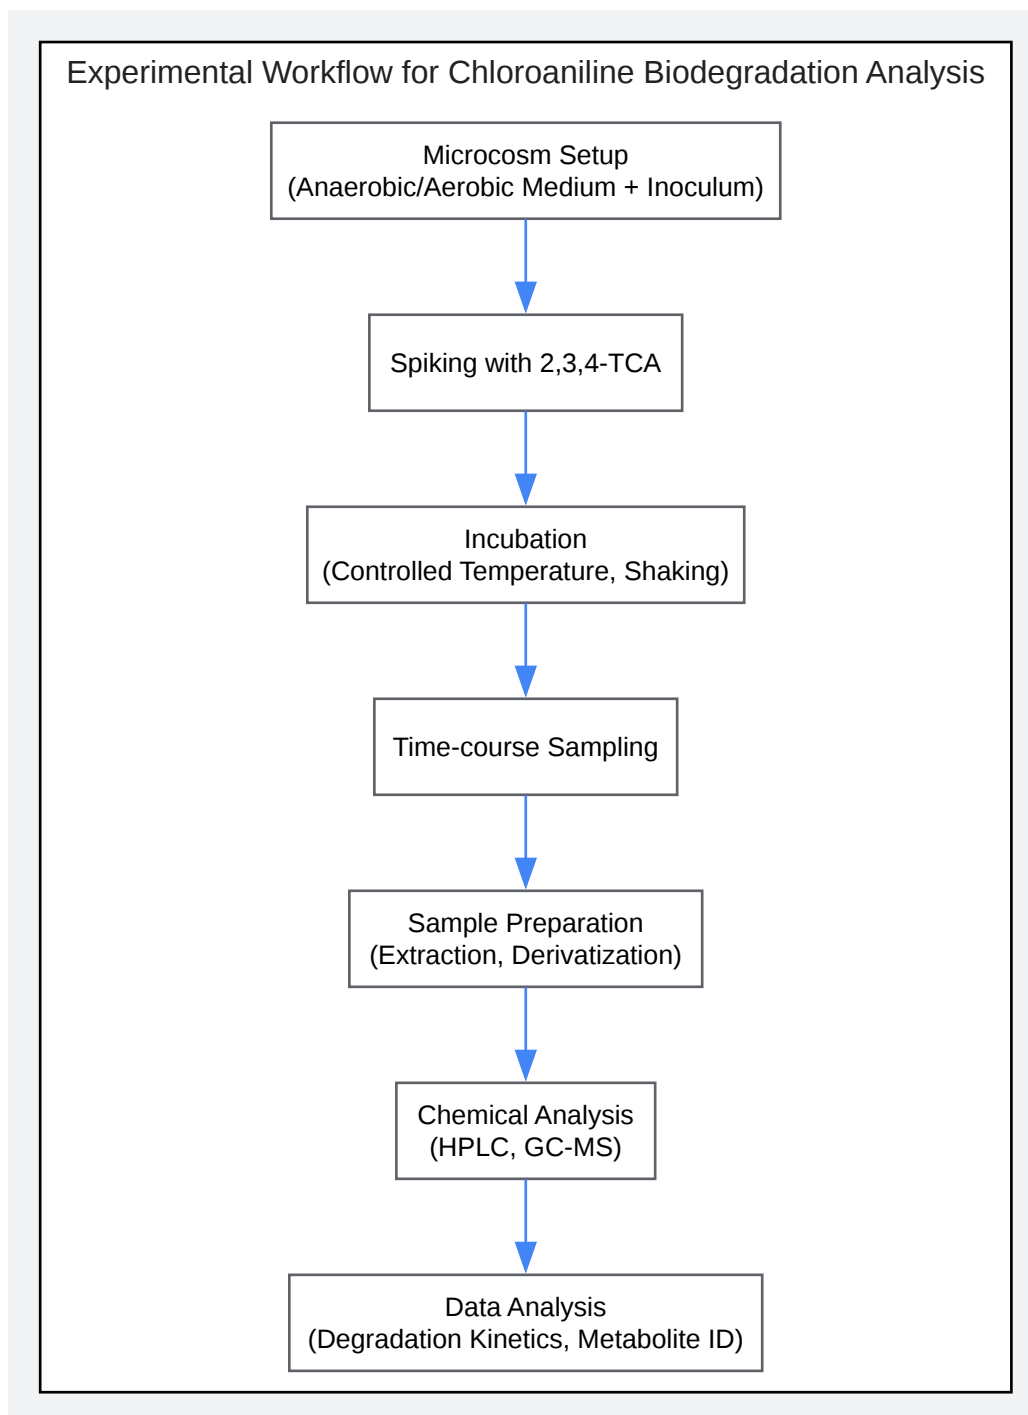 Experimental Workflow for Chloroaniline Biodegradation Analysis
Microcosm Setup
(Anaerobic/Aerobic Medium + Inoculum)
Spiking with 2,3,4-TCA
Incubation
(Controlled Temperature, Shaking)
Time-course Sampling
Sample Preparation
(Extraction, Derivatization)
Chemical Analysis
(HPLC, GC-MS)
Data Analysis
(Degradation Kinetics, Metabolite ID)